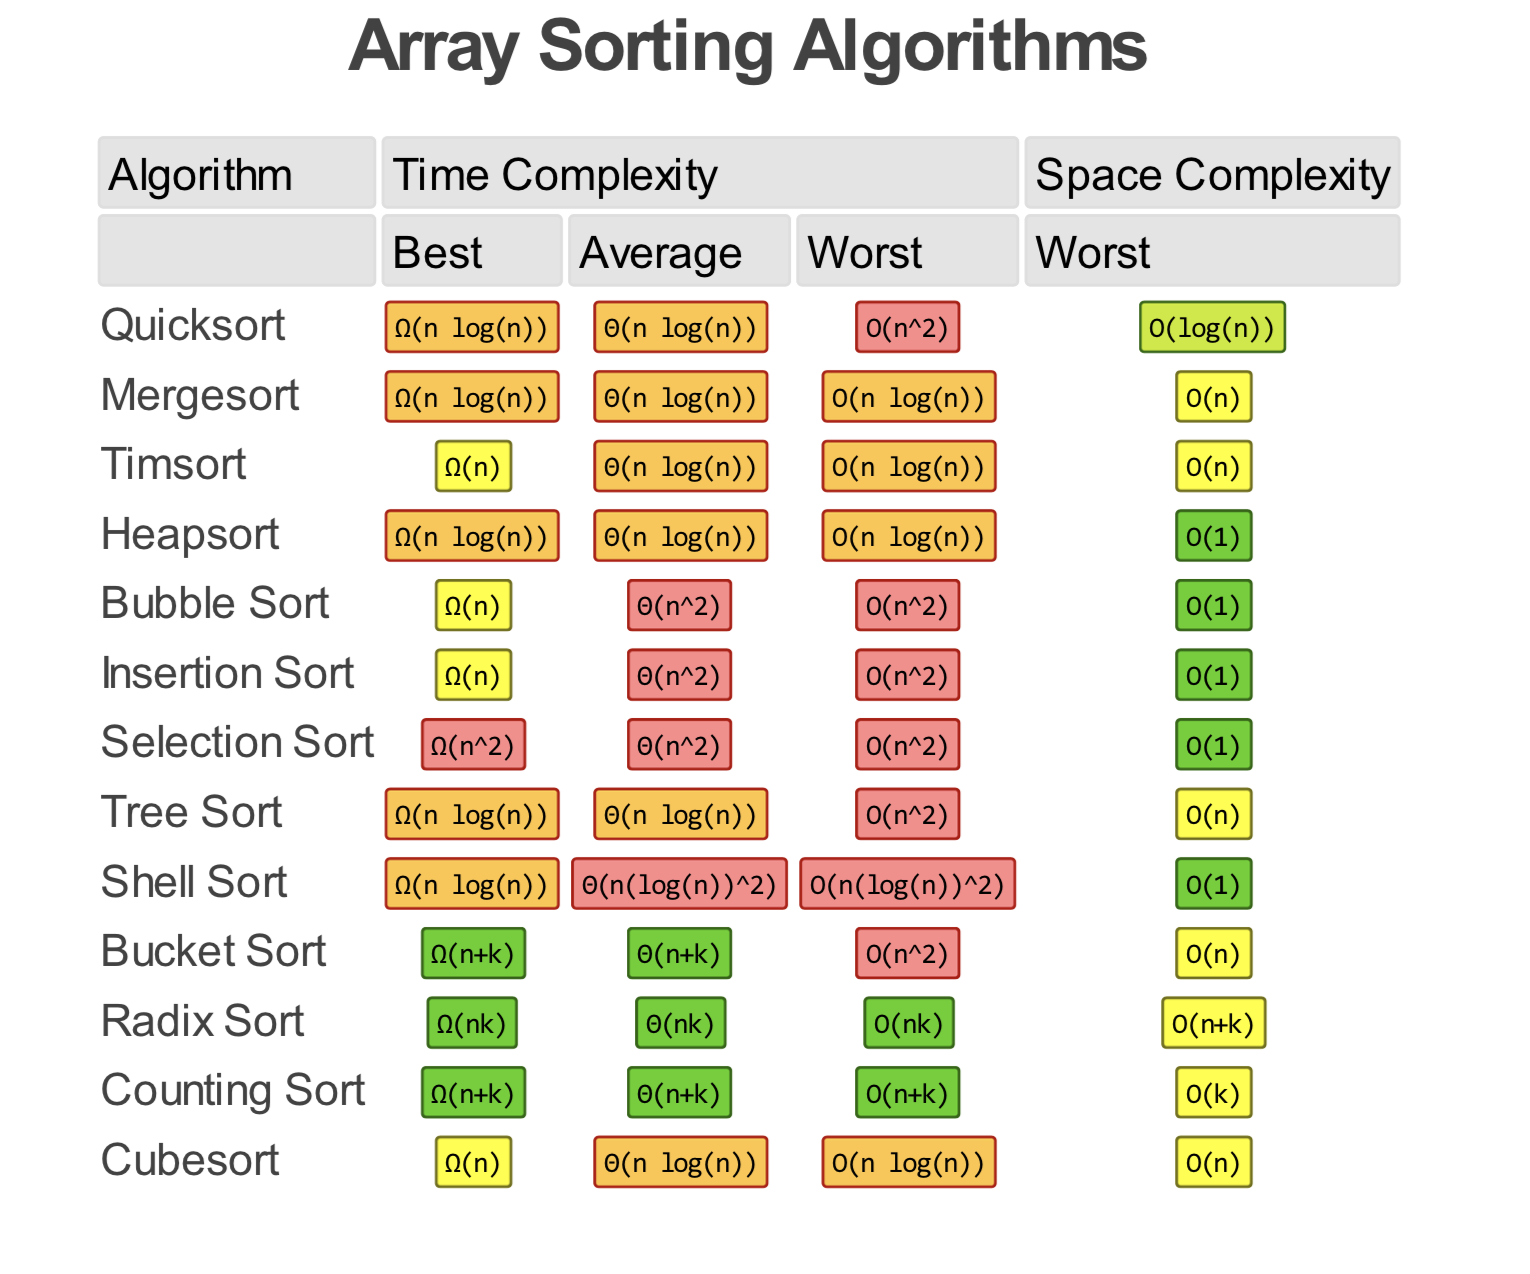 Array Sorting Algorithms
Algorithm Time Complexity Space Complexity
Best Average Worst Worst
Quicksort Ω(n log(n)) Θ(n log(n)) O(n^2) O(log(n))
Mergesort Ω(n log(n)) Θ(n log(n)) O(n log(n)) O(n)
Timsort Ω(n) Θ(n log(n)) O(n log(n)) O(n)
Heapsort Ω(n log(n)) Θ(n log(n)) O(n log(n)) O(1)
Bubble Sort Ω(n) Θ(n^2) O(n^2) O(1)
Insertion Sort Ω(n) Θ(n^2) O(n^2) O(1)
Selection Sort Ω(n^2) Θ(n^2) O(n^2) O(1)
Tree Sort Ω(n log(n)) Θ(n log(n)) O(n^2) O(n)
Shell Sort Ω(n log(n)) Θ(n(log(n))^2) O(n(log(n))^2) O(1)
Bucket Sort Ω(n+k) Θ(n+k) O(n^2) O(n)
Radix Sort Ω(nk) Θ(nk) O(nk) O(n+k)
Counting Sort Ω(n+k) Θ(n+k) O(n+k) O(k)
Cubesort Ω(n) Θ(n log(n)) O(n log(n)) O(n)